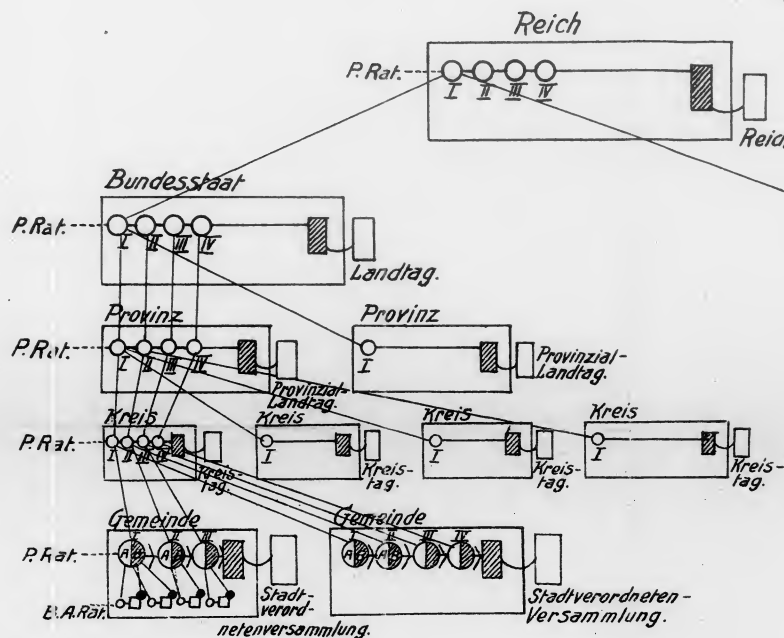 Reich
P. Rat.
I II III IV
Reich
Bundesstaat
P. Rat.
I II III IV
Landtag.
Provinz
Provinz
P. Rat.
I II III IV
I
Provinzial-
Landtag.
Provinzial-
Landtag.
Kreis
Kreis
Kreis
Kreis
P. Rat
I II III IV
I
I
I
Kreis-
tag.
Kreis-
tag.
Kreis-
tag.
Kreis-
tag.
Gemeinde
Gemeinde
I II III
I II III IV
P. Rat.
A B A
A B A B
B. A. Rät.
Stadt-
verord-
netenversammlung.
Stadtverordneten-
Versammlung.